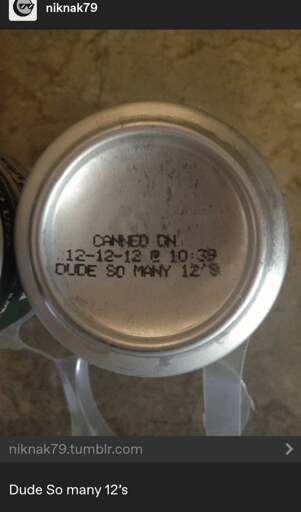 niknak79
CANNED ON
12-12-12 @ 10:39
DUDE SO MANY 12'S
niknak79.tumblr.com
Dude So many 12's